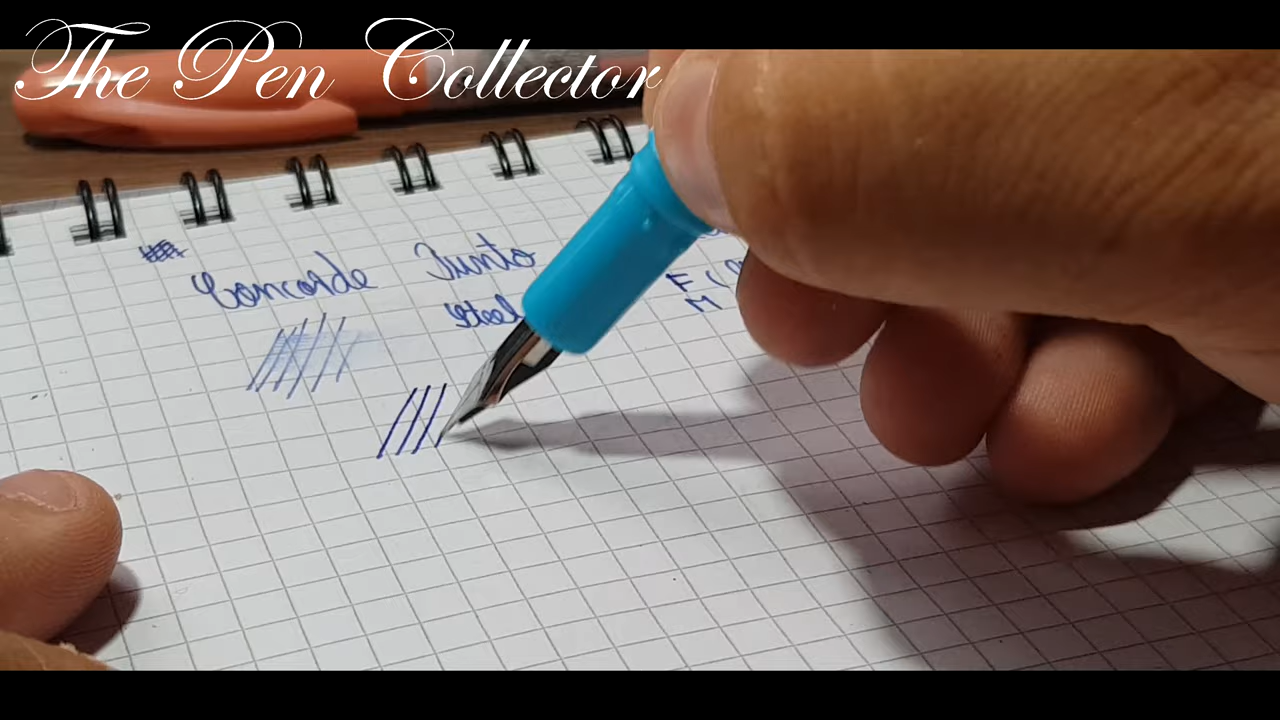 The Pen Collector
Concorde Punto
Steel
F
M